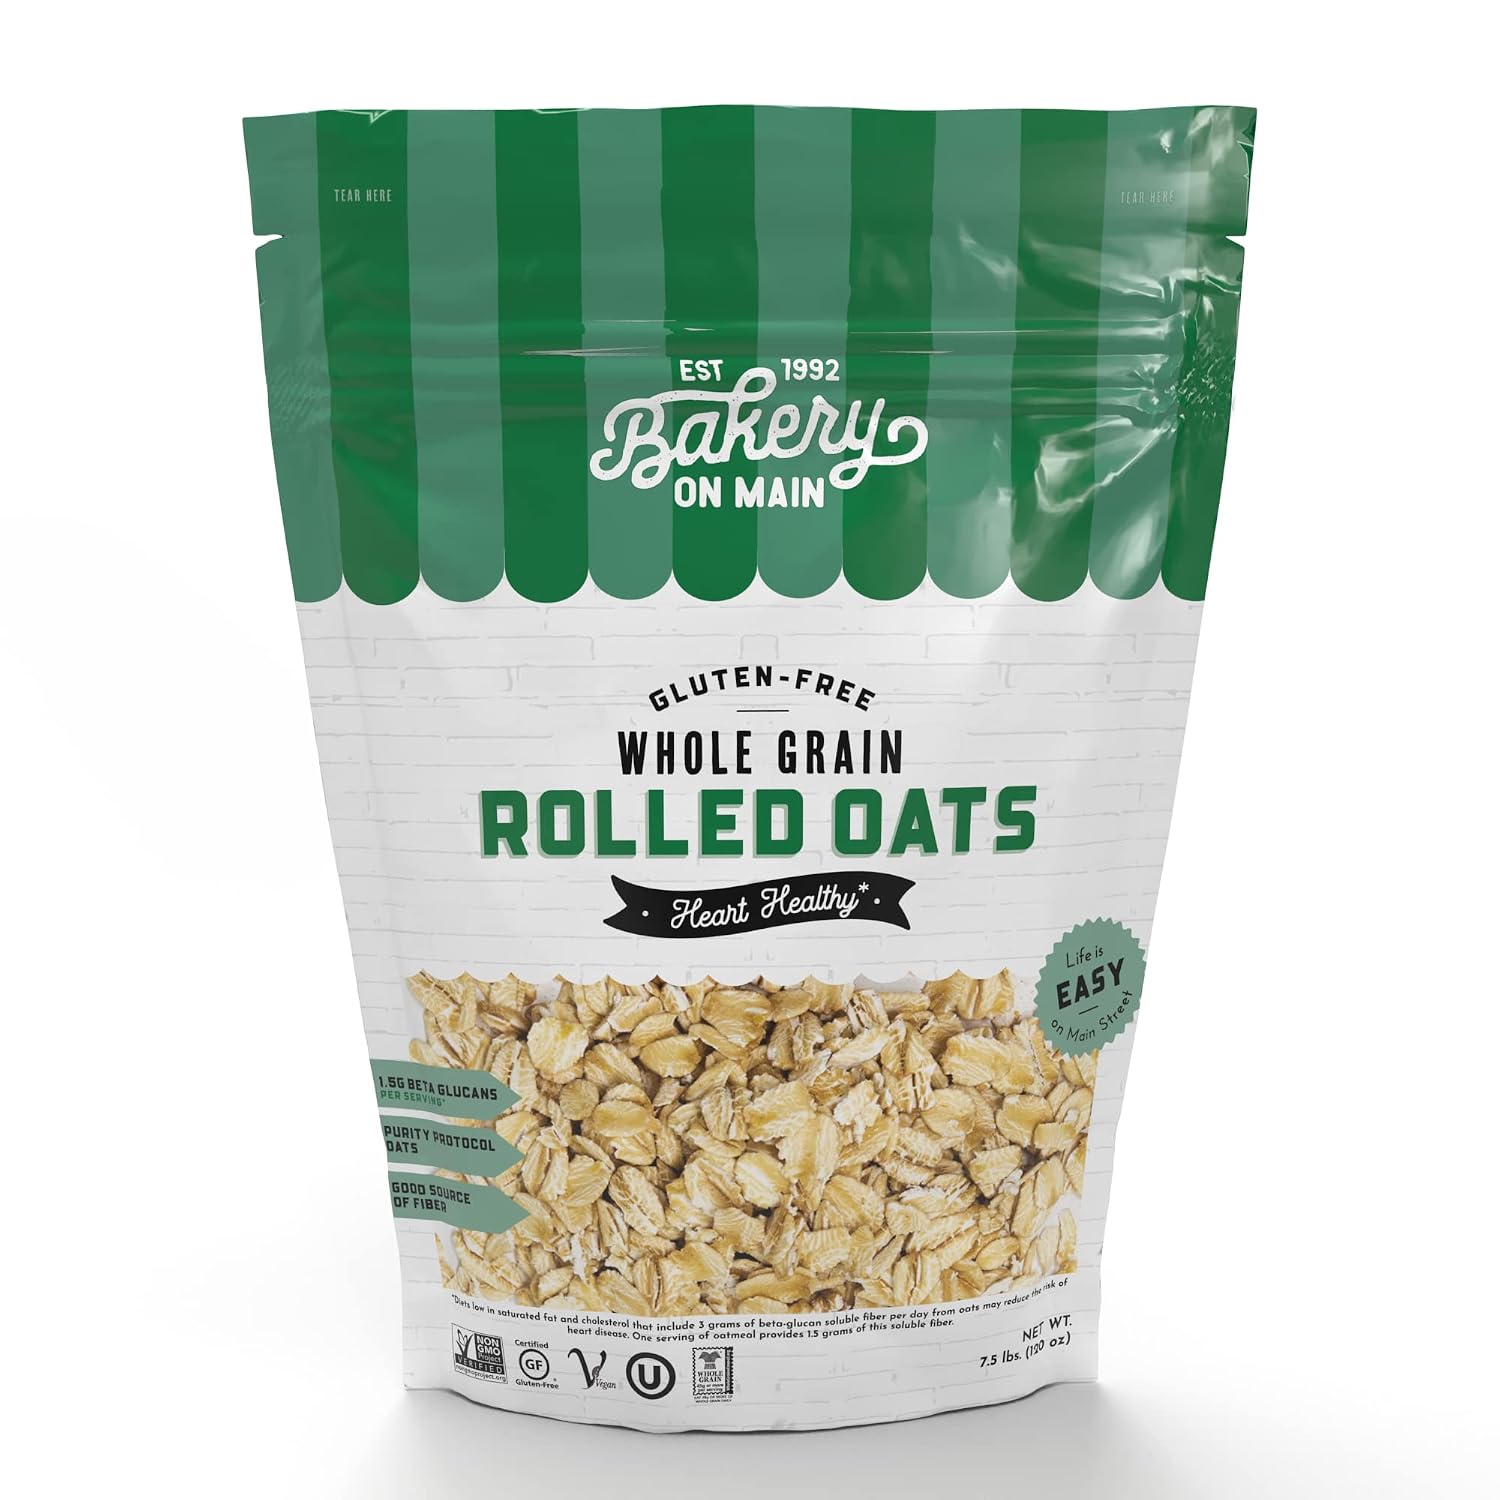 TEAR HERE
TEAR HERE
EST 1992
Bakery
ON MAIN
GLUTEN-FREE
WHOLE GRAIN
ROLLED OATS
Heart Healthy*
Life is
EASY
on Main Street
1.5G BETA GLUCANS
PER SERVING*
PURITY PROTOCOL
OATS
GOOD SOURCE
OF FIBER
*Diets low in saturated fat and cholesterol that include 3 grams of beta-glucan soluble fiber per day from oats may reduce the risk of
heart disease. One serving of oatmeal provides 1.5 grams of this soluble fiber.
NET WT.
7.5 lbs. (120 oz)
NON
GMO
Project
VERIFIED
nongmoproject.org
Certified
GF
Gluten-Free
Vegan
U
WHOLE
GRAIN